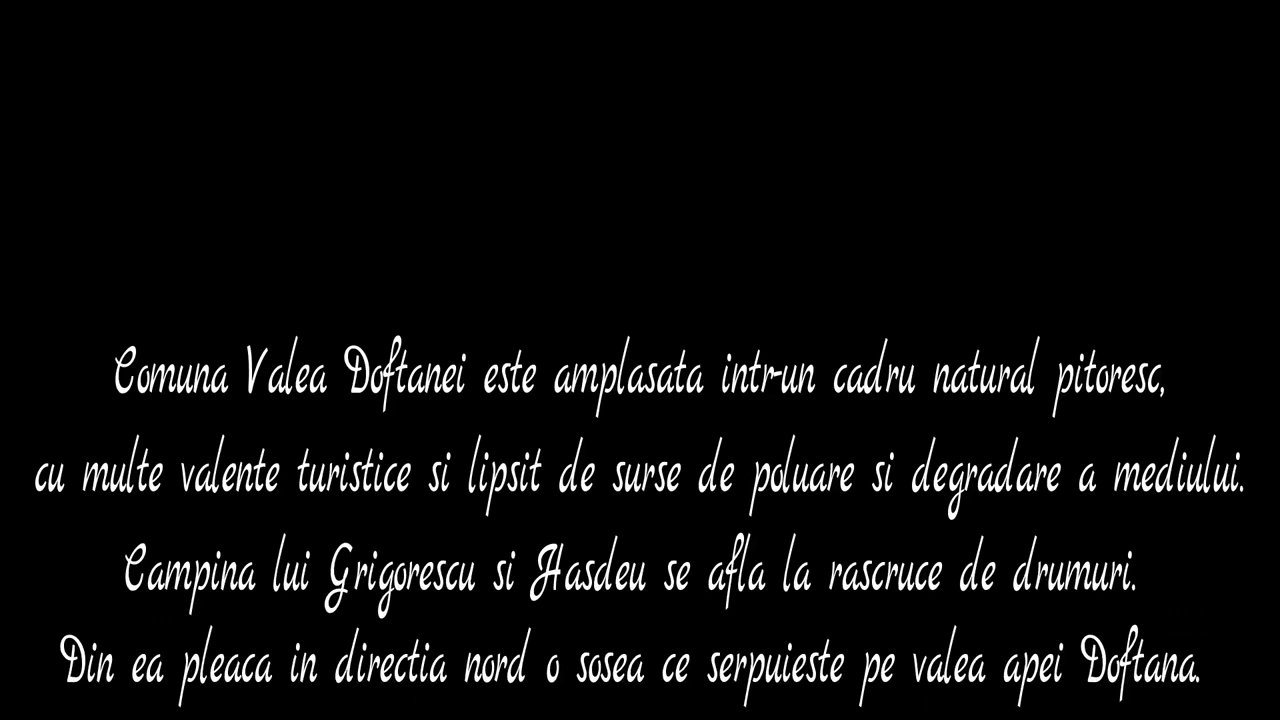 Comuna Valea Doftanei este amplasata intr-un cadru natural pitoresc,
cu multe valente turistice si lipsit de surse de poluare si degradare a mediului.
Campina lui Grigorescu si Hasdeu se afla la rascruce de drumuri.
Din ea pleaca in directia nord o sosea ce serpuieste pe valea apei Doftana.